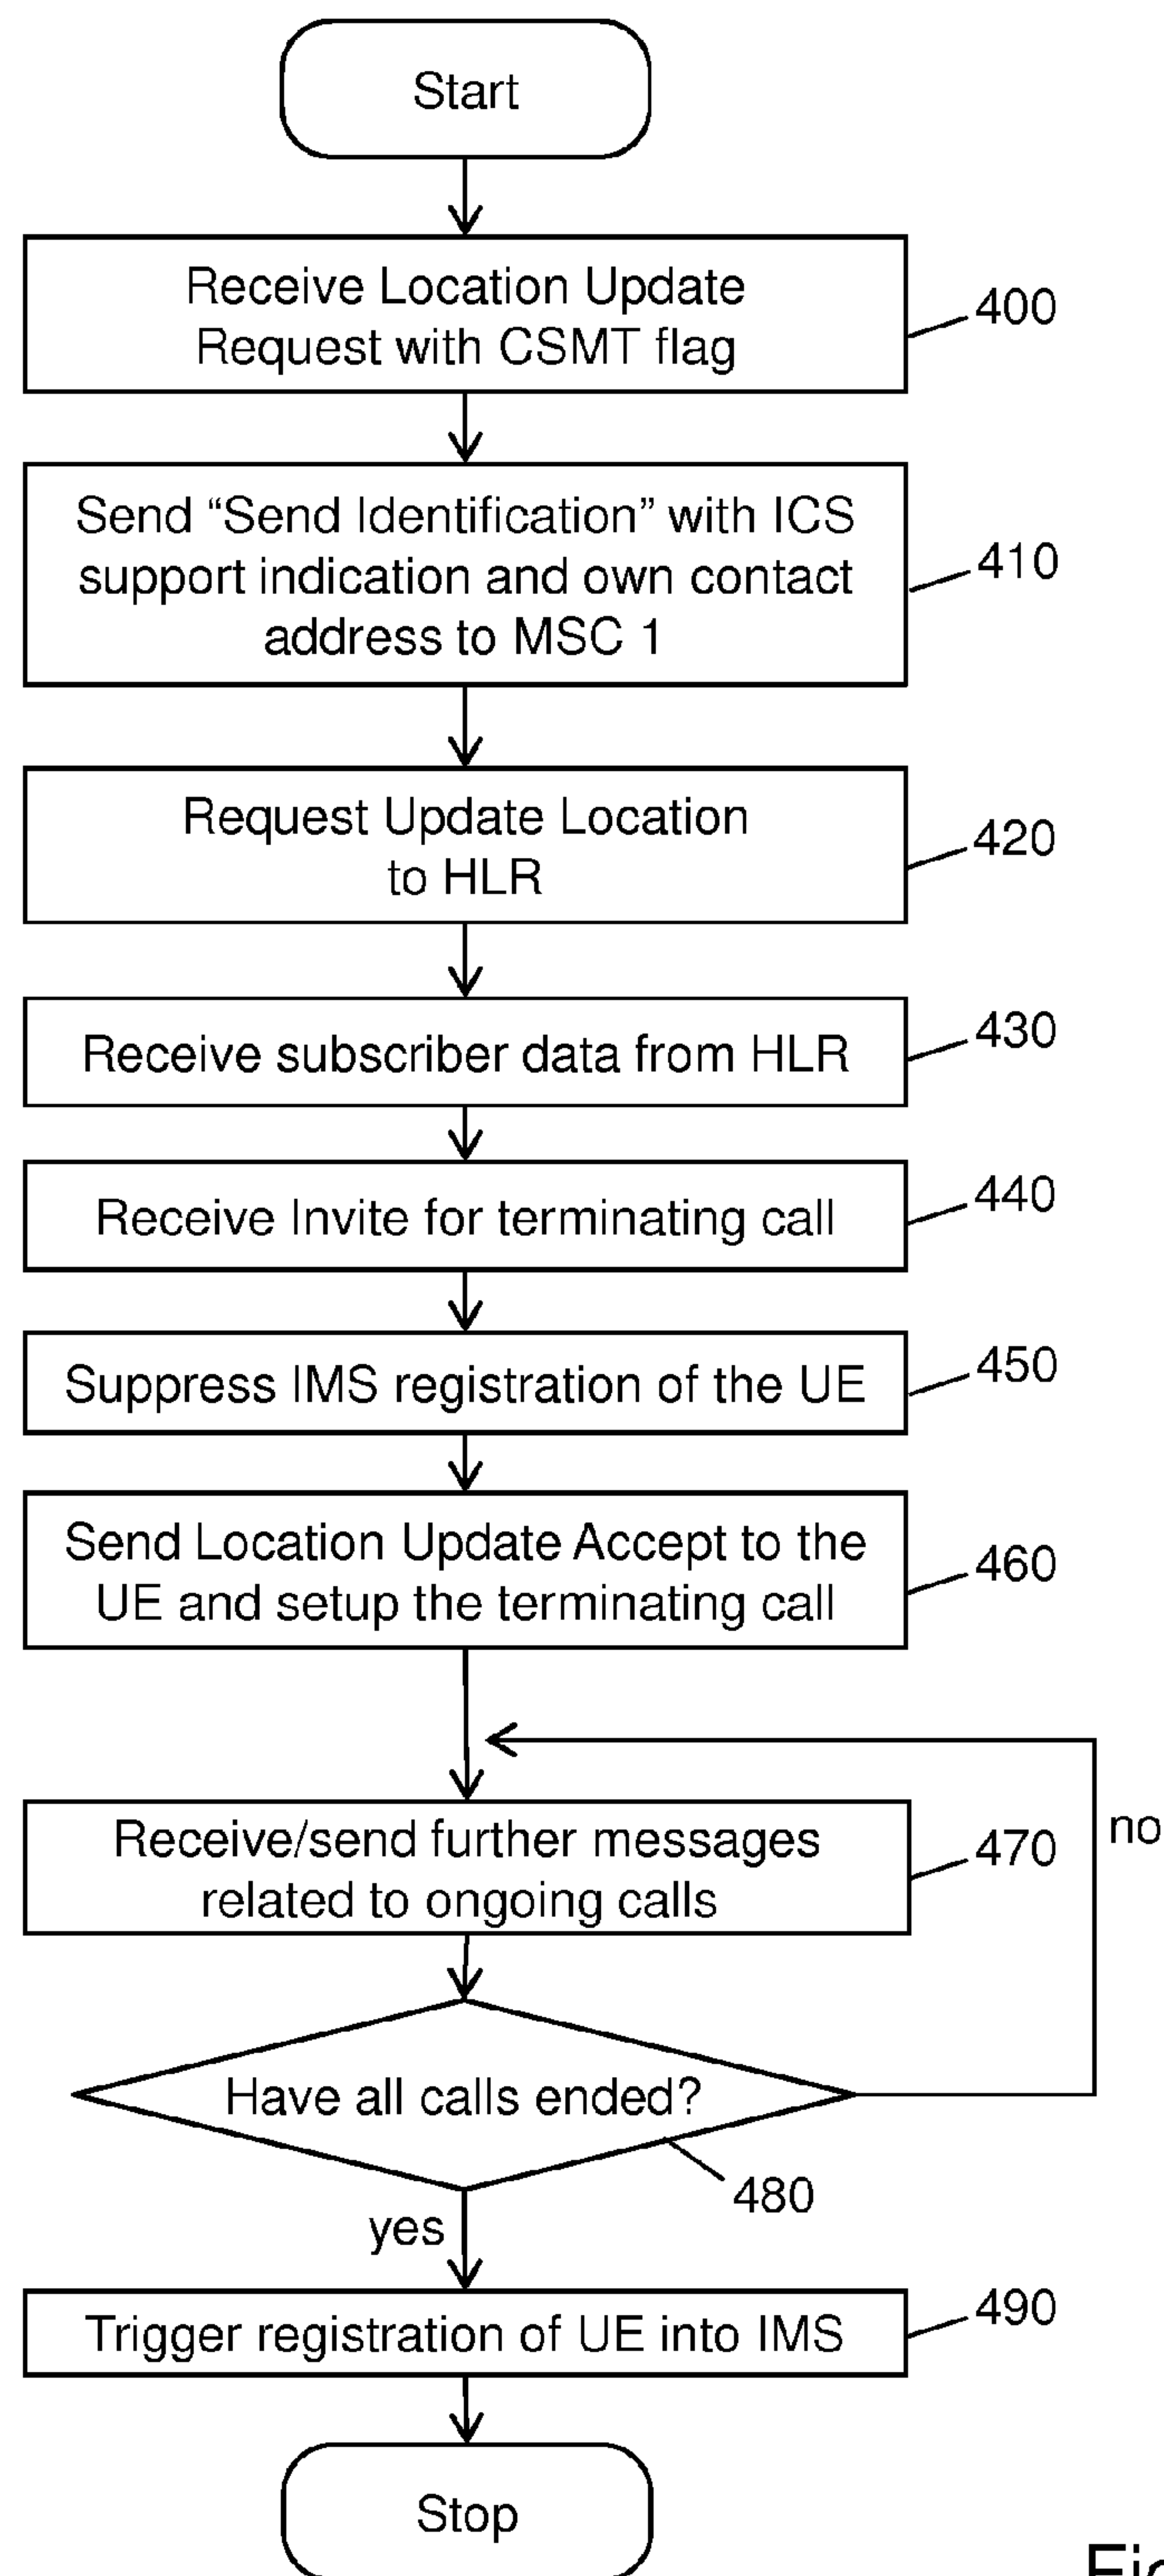 Start
Receive Location Update
Request with CSMT flag
400
Send “Send Identification” with ICS
support indication and own contact
address to MSC 1
410
Request Update Location
to HLR
420
Receive subscriber data from HLR
430
Receive Invite for terminating call
440
Suppress IMS registration of the UE
450
Send Location Update Accept to the
UE and setup the terminating call
460
Receive/send further messages
related to ongoing calls
470
no
Have all calls ended?
480
yes
Trigger registration of UE into IMS
490
Stop